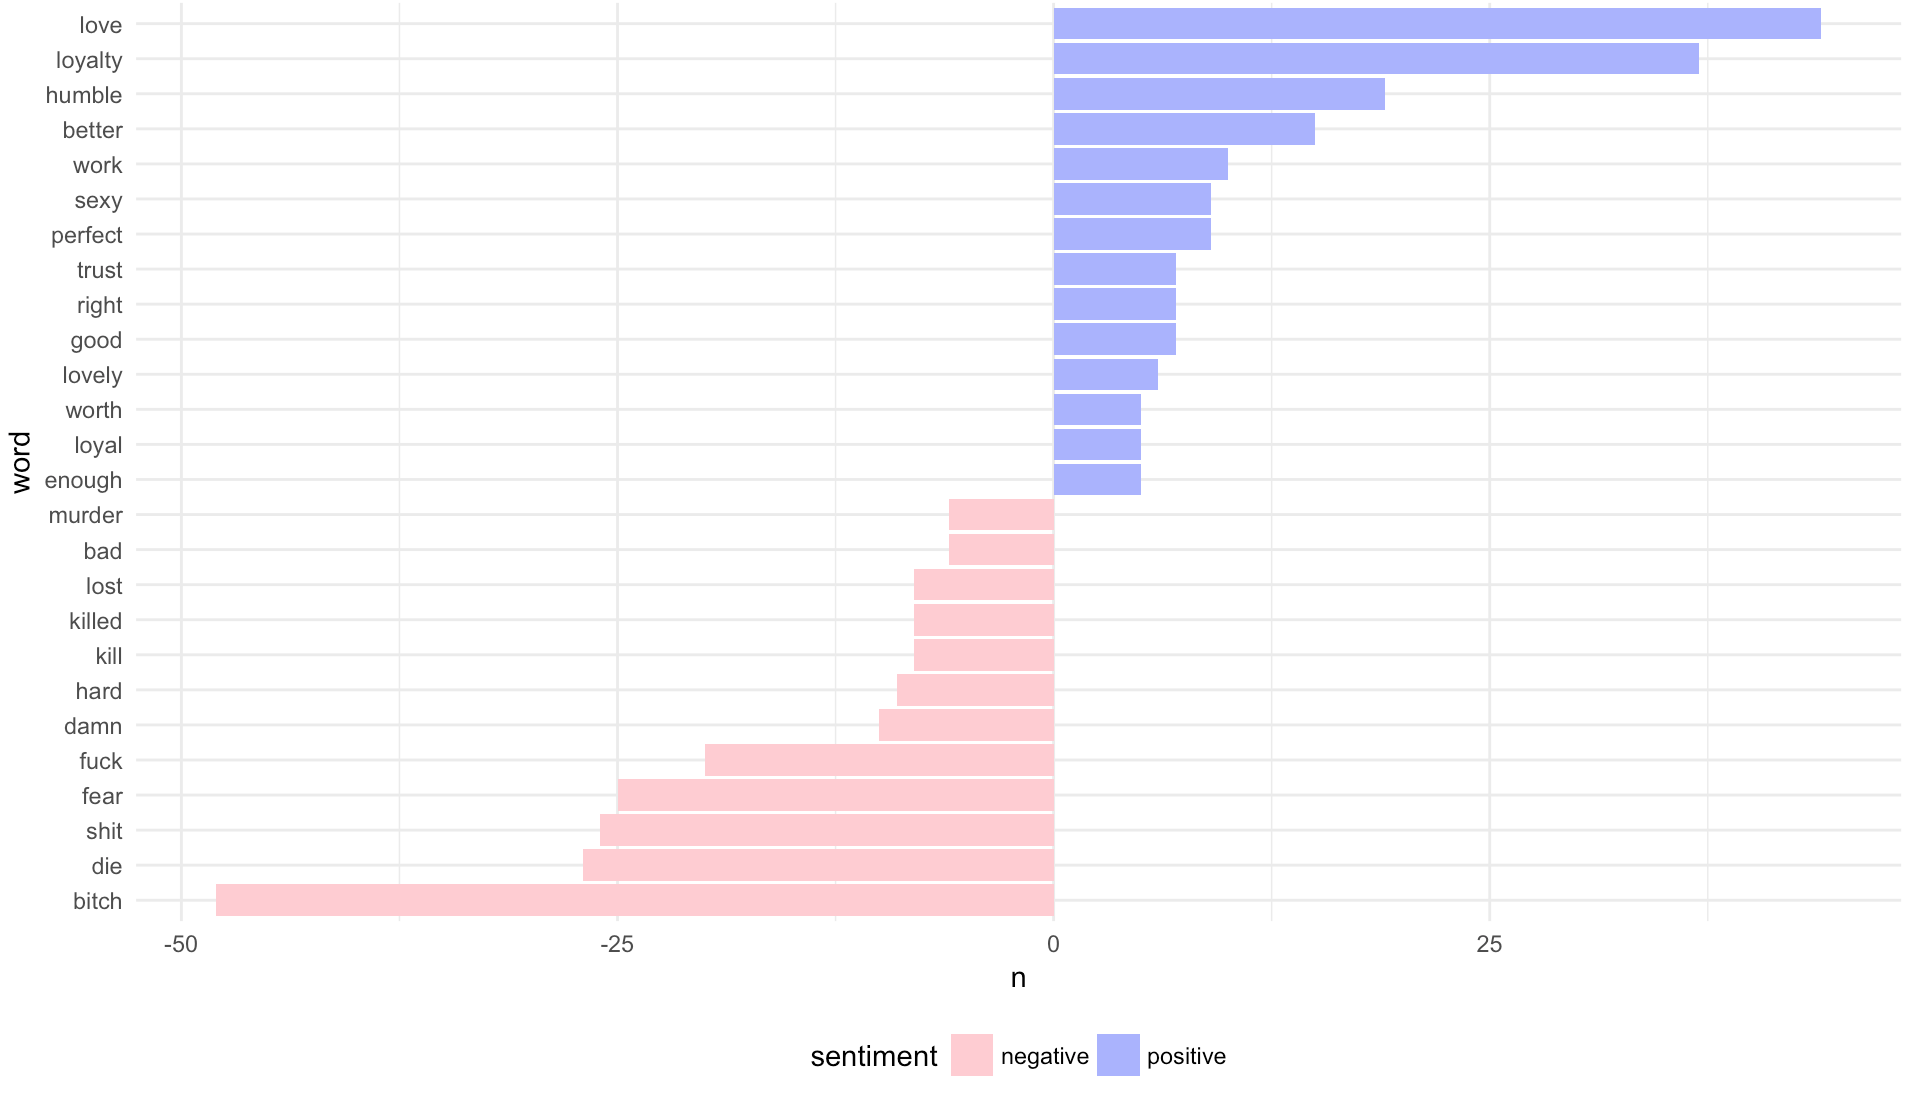 love
loyalty
humble
better
work
sexy
perfect
trust
right
good
lovely
worth
loyal
enough
murder
bad
lost
killed
kill
hard
damn
fuck
fear
shit
die
bitch
word
-50 -25 0 25
n
sentiment negative positive